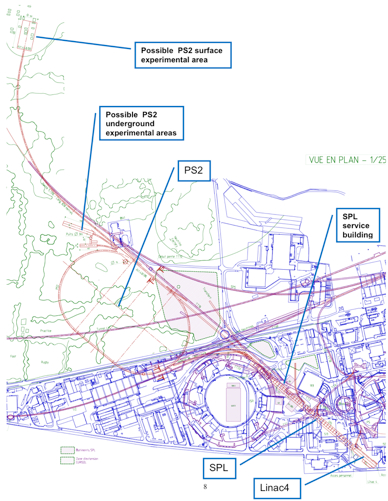 Possible PS2 surface
experimental area
Possible PS2
underground
experimental areas
PS2
VUE EN PLAN - 1/25
SPL
service
building
SPL
Linac4
8